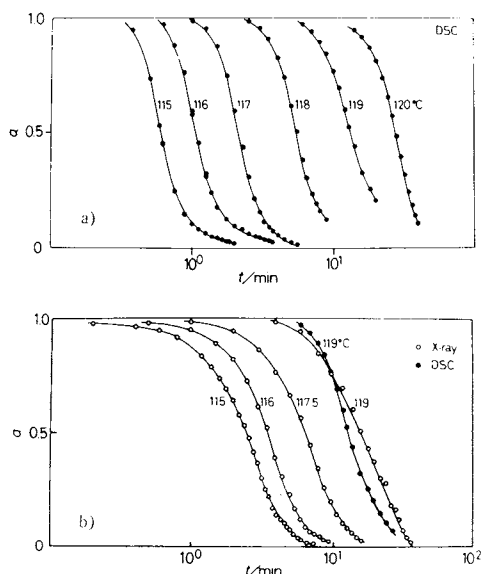 a)
DSC
α
1.0
0.5
0
115
116
117
118
119
120°C
10⁰
10¹
10²
t/min
b)
α
1.0
0.5
0
115
116
117 5
119°C
119
○ X-ray
● DSC
10⁰
10¹
10²
t/min